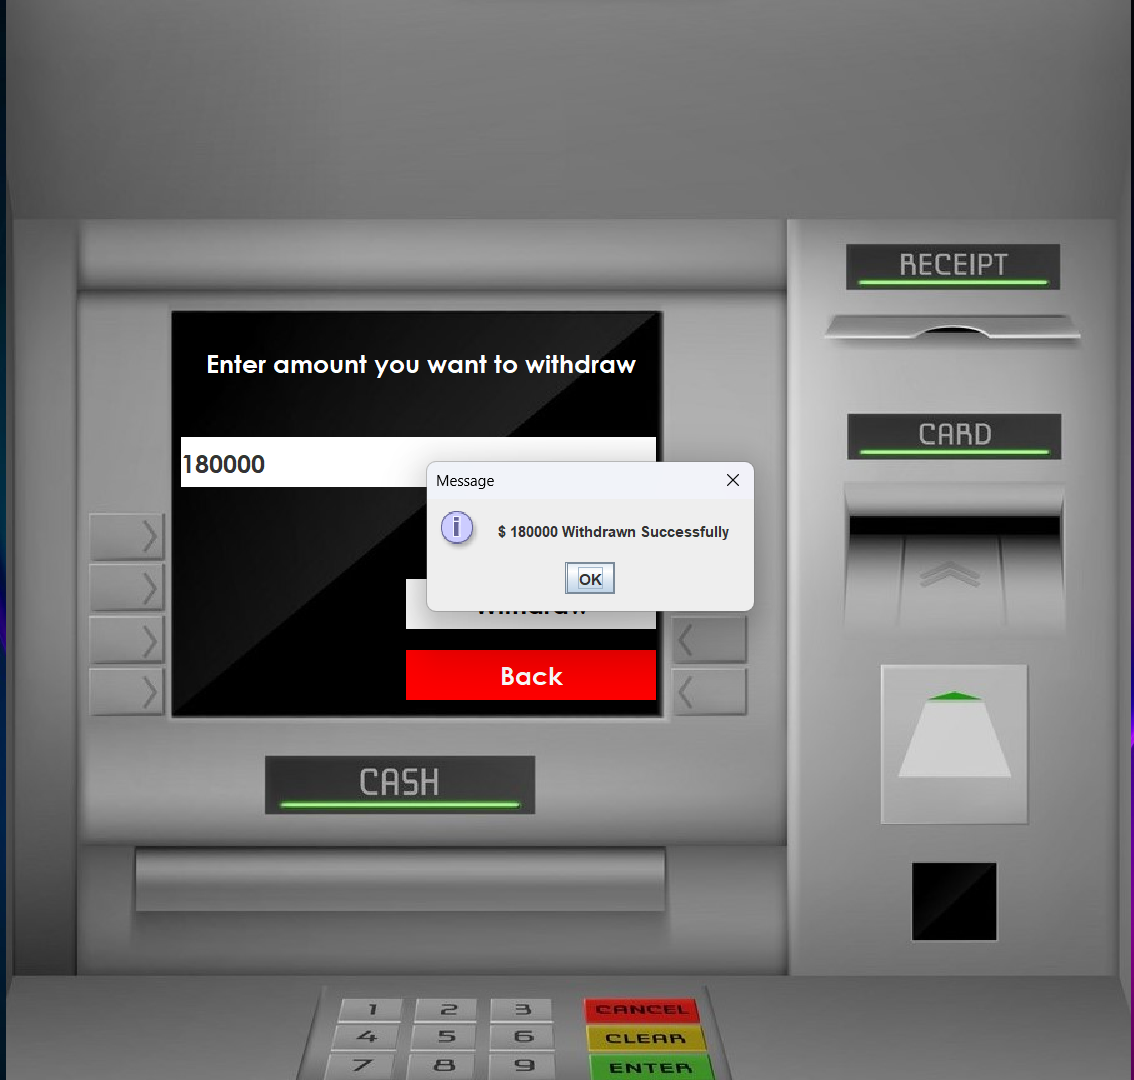 RECEIPT
Enter amount you want to withdraw
CARD
180000
Message
$ 180000 Withdrawn Successfully
OK
Withdraw
Back
CASH
1 2 3 CANCEL
4 5 6 CLEAR
7 8 9 ENTER